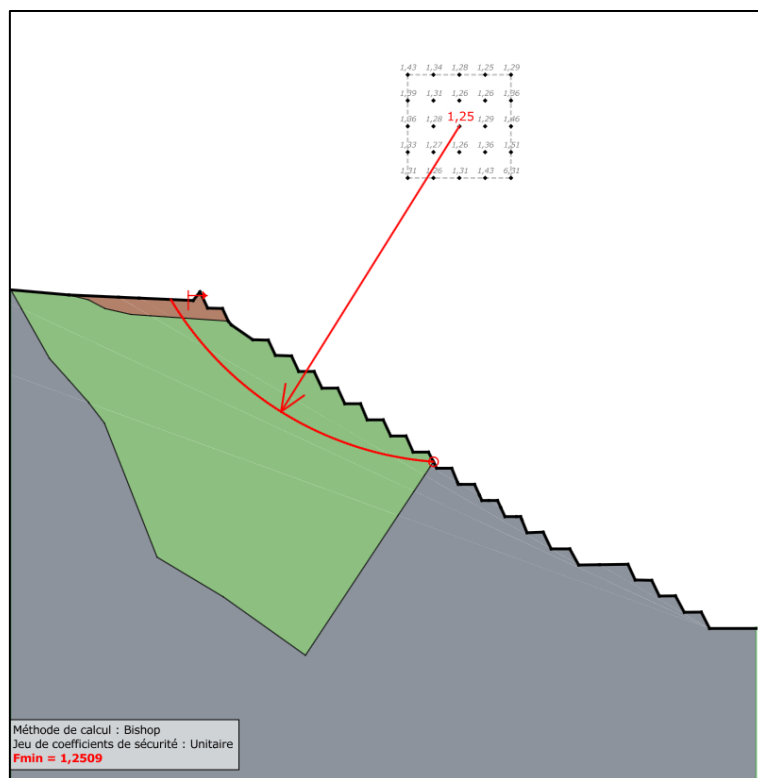 1,43 1,34 1,28 1,25 1,29
1,39 1,31 1,26 1,26 1,36
1,36 1,28 1,25 1,29 1,46
1,33 1,27 1,26 1,36 1,51
1,31 1,26 1,31 1,43 6,31
Méthode de calcul : Bishop
Jeu de coefficients de sécurité : Unitaire
Fmin = 1,2509